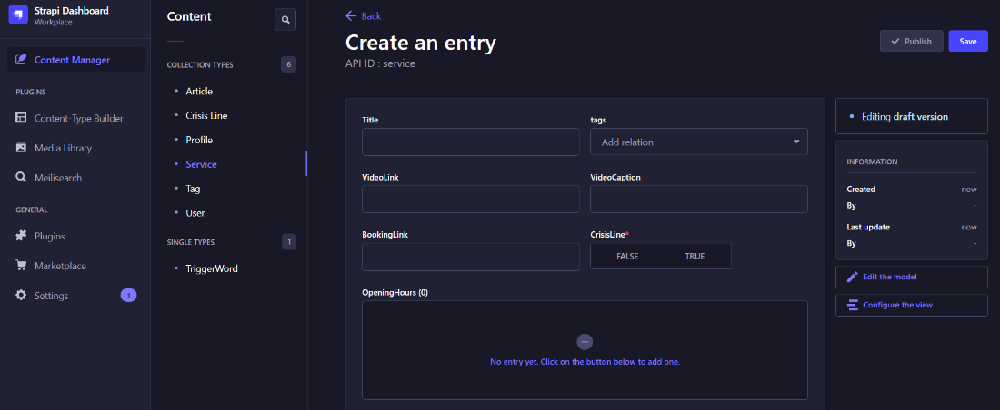 Strapi Dashboard
Workplace
Content Manager
PLUGINS
Content-Type Builder
Media Library
Meilisearch
GENERAL
Plugins
Marketplace
Settings
1
Content
COLLECTION TYPES
6
Article
Crisis Line
Profile
Service
Tag
User
SINGLE TYPES
1
TriggerWord
Back
Create an entry
API ID : service
Publish
Save
Title
tags
Add relation
VideoLink
VideoCaption
BookingLink
CrisisLine*
FALSE
TRUE
OpeningHours (0)
No entry yet. Click on the button below to add one.
Editing draft version
INFORMATION
Created
now
By
-
Last update
now
By
-
Edit the model
Configure the view